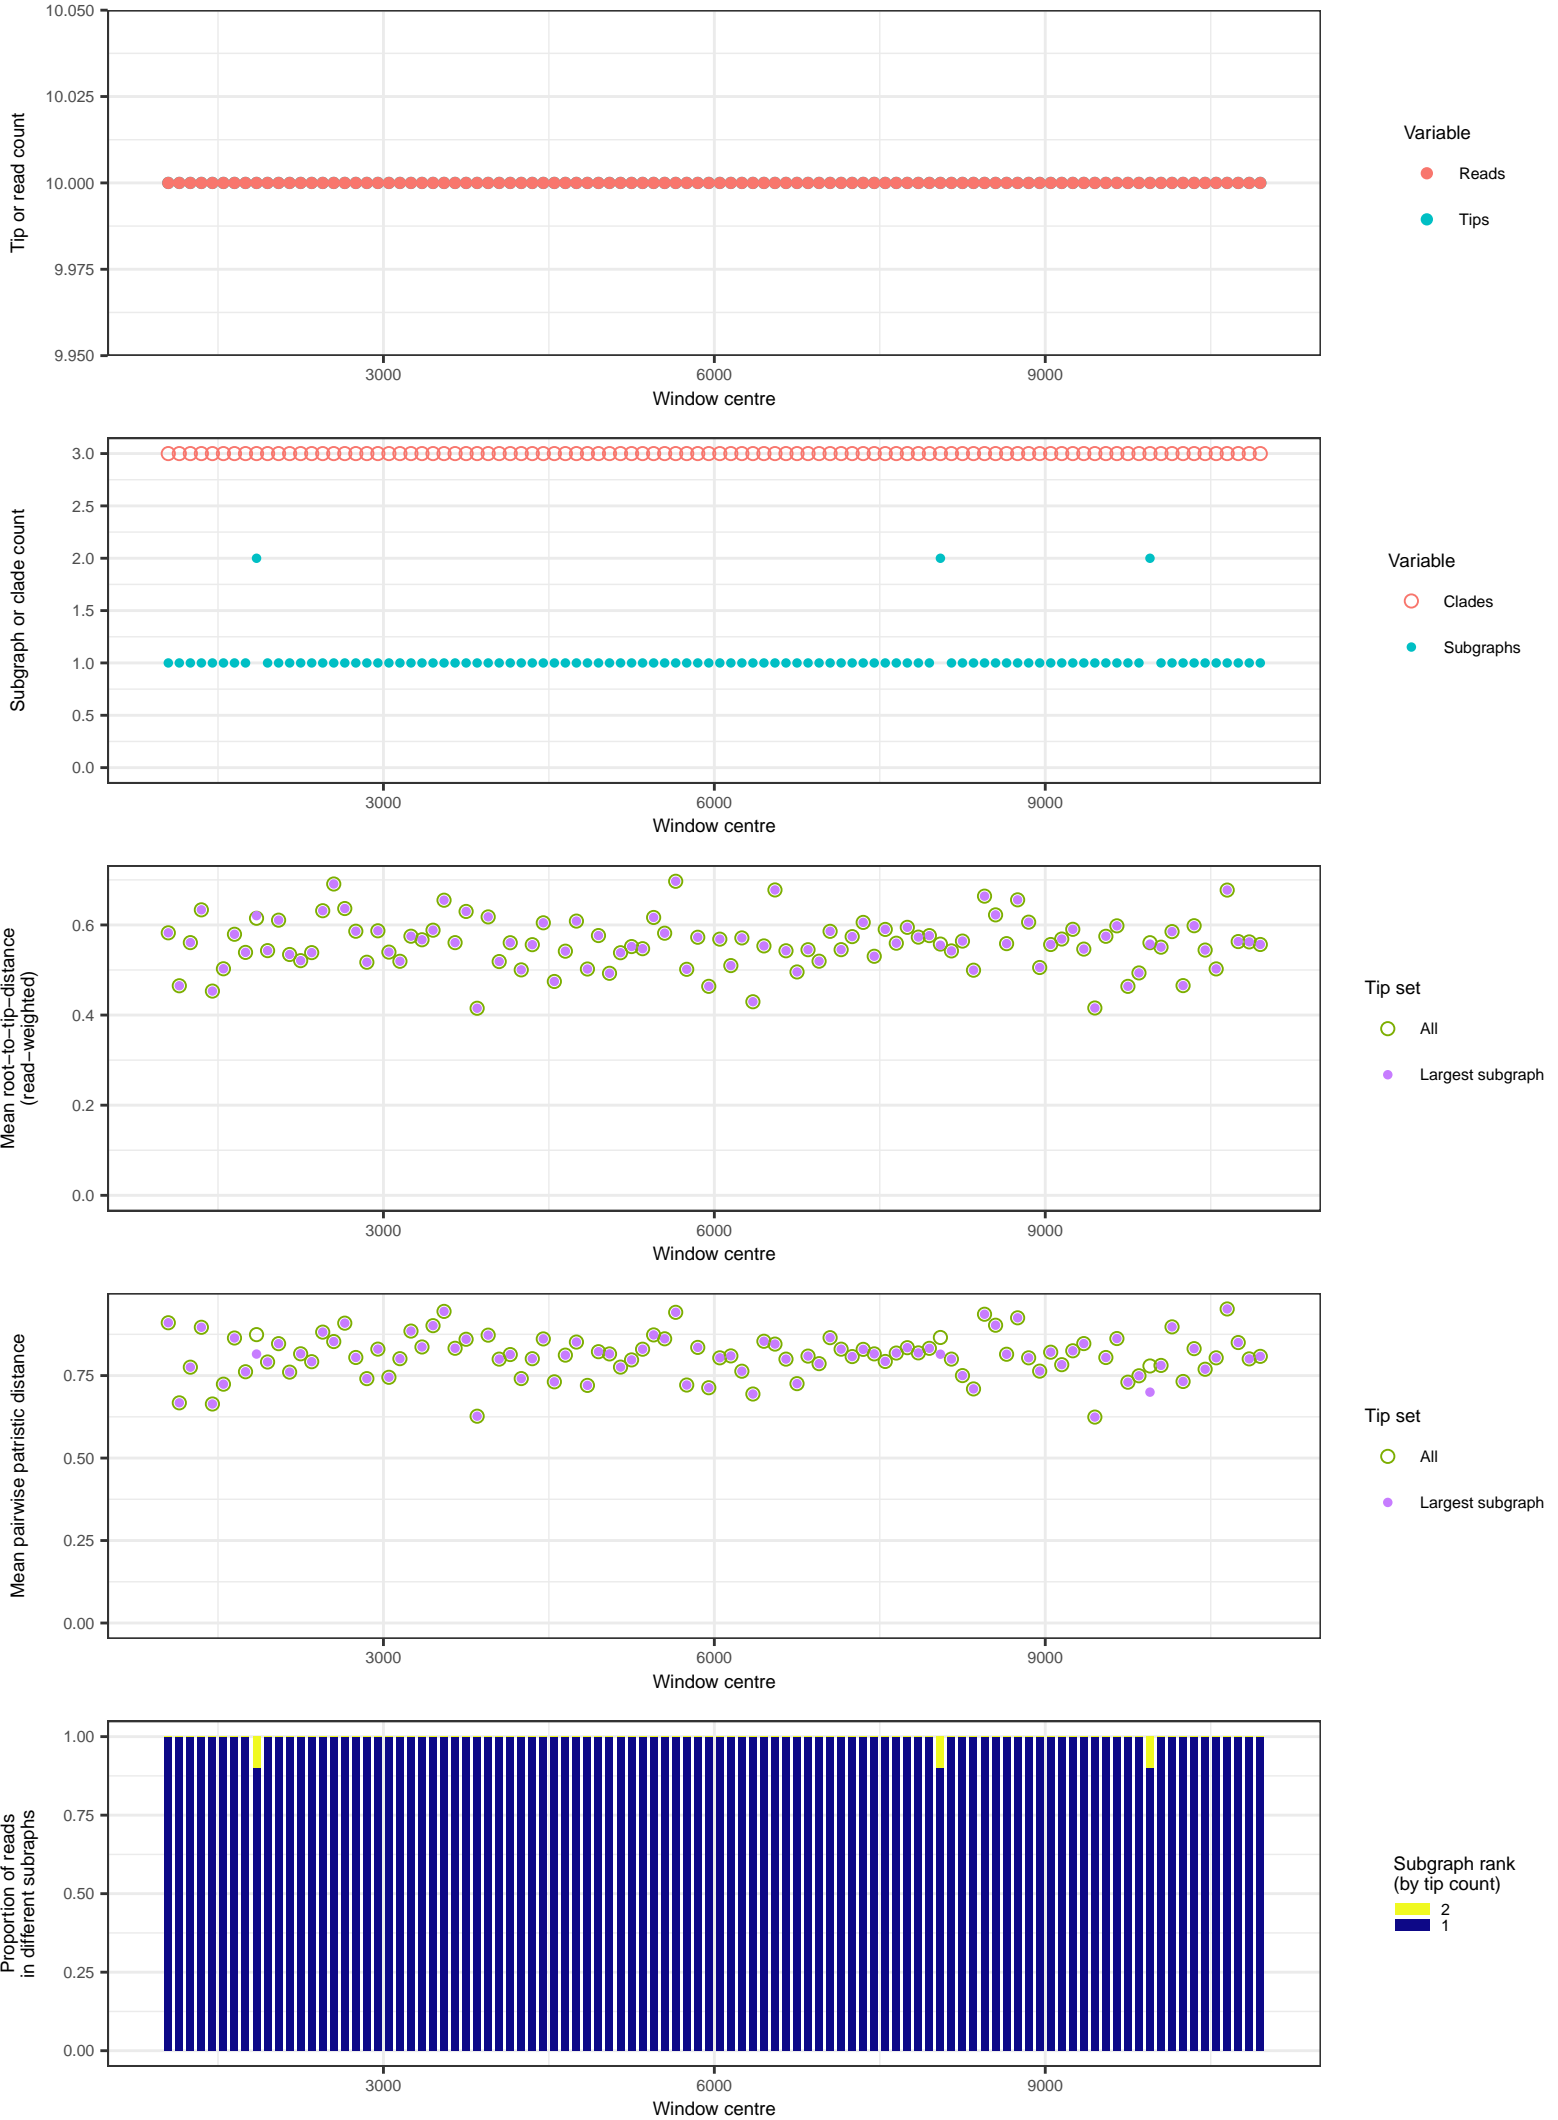 10.050
10.025
10.000
9.975
9.950
Tip or read count
3000 6000 9000
Window centre
Variable
Reads
Tips
3.0
2.5
2.0
1.5
1.0
0.5
0.0
Subgraph or clade count
3000 6000 9000
Window centre
Variable
Clades
Subgraphs
0.6
0.4
0.2
0.0
Mean root−to−tip−distance
(read−weighted)
3000 6000 9000
Window centre
Tip set
All
Largest subgraph
0.75
0.50
0.25
0.00
Mean pairwise patristic distance
3000 6000 9000
Window centre
Tip set
All
Largest subgraph
1.00
0.75
0.50
0.25
0.00
Proportion of reads
in different subraphs
3000 6000 9000
Window centre
Subgraph rank
(by tip count)
2
1